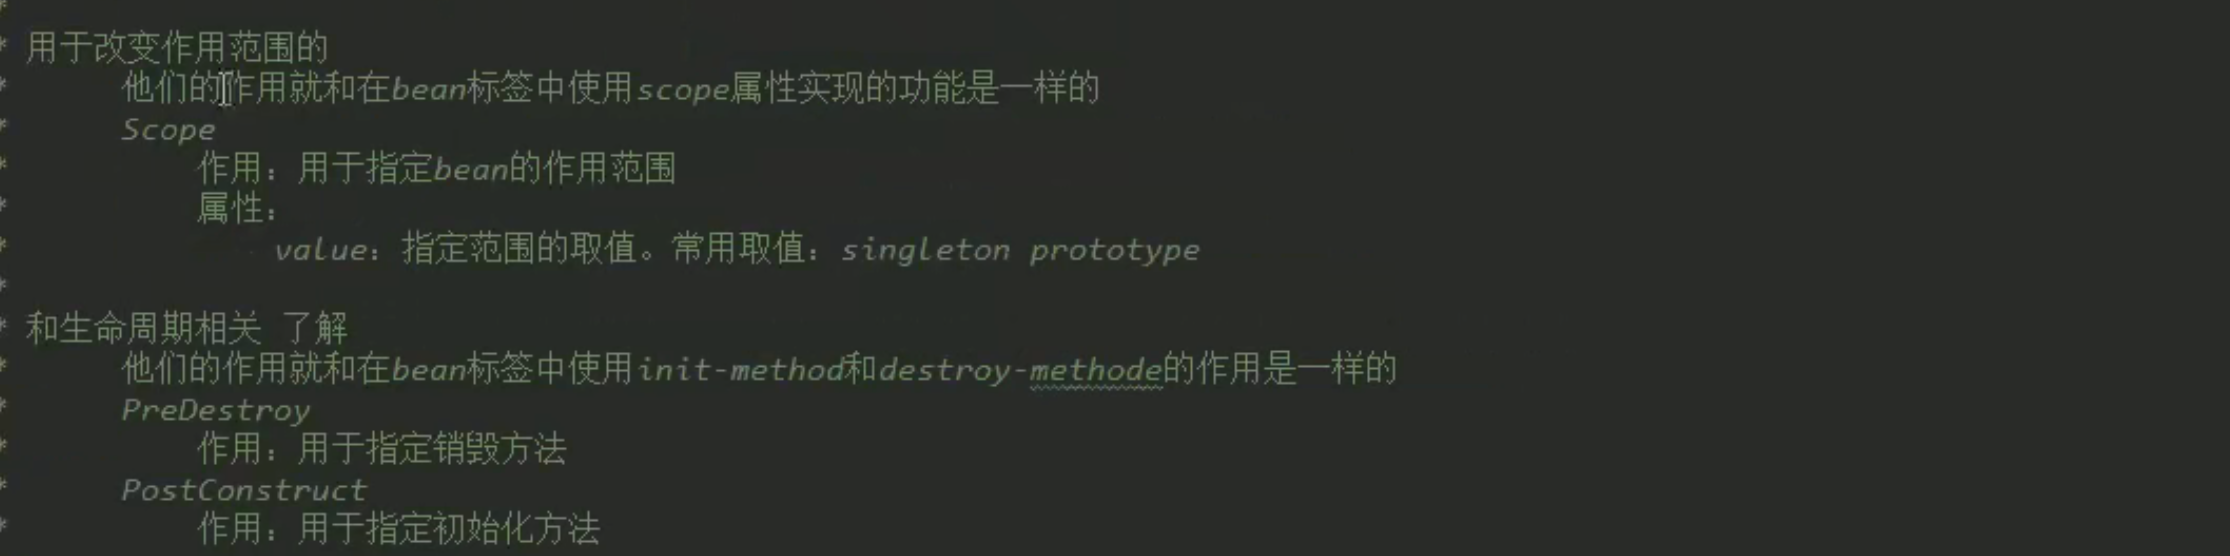 *
* 用于改变作用范围的
* 他们的作用就和在bean标签中使用scope属性实现的功能是一样的
* Scope
* 作用：用于指定bean的作用范围
* 属性：
* value：指定范围的取值。常用取值：singleton prototype
*
* 和生命周期相关 了解
* 他们的作用就和在bean标签中使用init-method和destroy-methode的作用是一样的
* PreDestroy
* 作用：用于指定销毁方法
* PostConstruct
* 作用：用于指定初始化方法